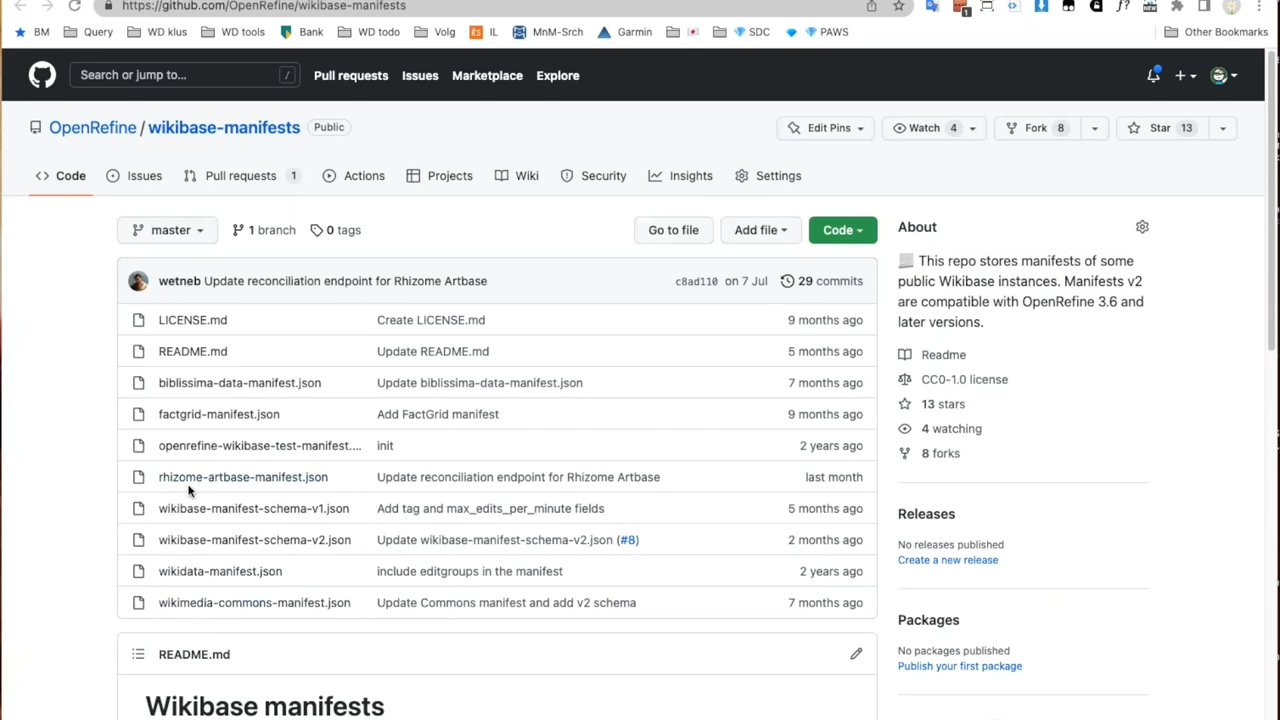 https://github.com/OpenRefine/wikibase-manifests
1
BM Query WD klus WD tools Bank WD todo Volg IL MnM-Srch Garmin SDC PAWS Other Bookmarks
Search or jump to... / Pull requests Issues Marketplace Explore
OpenRefine / wikibase-manifests Public Edit Pins Watch 4 Fork 8 Star 13
Code Issues Pull requests 1 Actions Projects Wiki Security Insights Settings
master 1 branch 0 tags Go to file Add file Code
wetneb Update reconciliation endpoint for Rhizome Artbase c8ad110 on 7 Jul 29 commits
LICENSE.md Create LICENSE.md 9 months ago
README.md Update README.md 5 months ago
biblissima-data-manifest.json Update biblissima-data-manifest.json 7 months ago
factgrid-manifest.json Add FactGrid manifest 9 months ago
openrefine-wikibase-test-manifest.... init 2 years ago
rhizome-artbase-manifest.json Update reconciliation endpoint for Rhizome Artbase last month
wikibase-manifest-schema-v1.json Add tag and max_edits_per_minute fields 5 months ago
wikibase-manifest-schema-v2.json Update wikibase-manifest-schema-v2.json (#8) 2 months ago
wikidata-manifest.json include editgroups in the manifest 2 years ago
wikimedia-commons-manifest.json Update Commons manifest and add v2 schema 7 months ago
README.md
Wikibase manifests
About
This repo stores manifests of some
public Wikibase instances. Manifests v2
are compatible with OpenRefine 3.6 and
later versions.
Readme
CC0-1.0 license
13 stars
4 watching
8 forks
Releases
No releases published
Create a new release
Packages
No packages published
Publish your first package